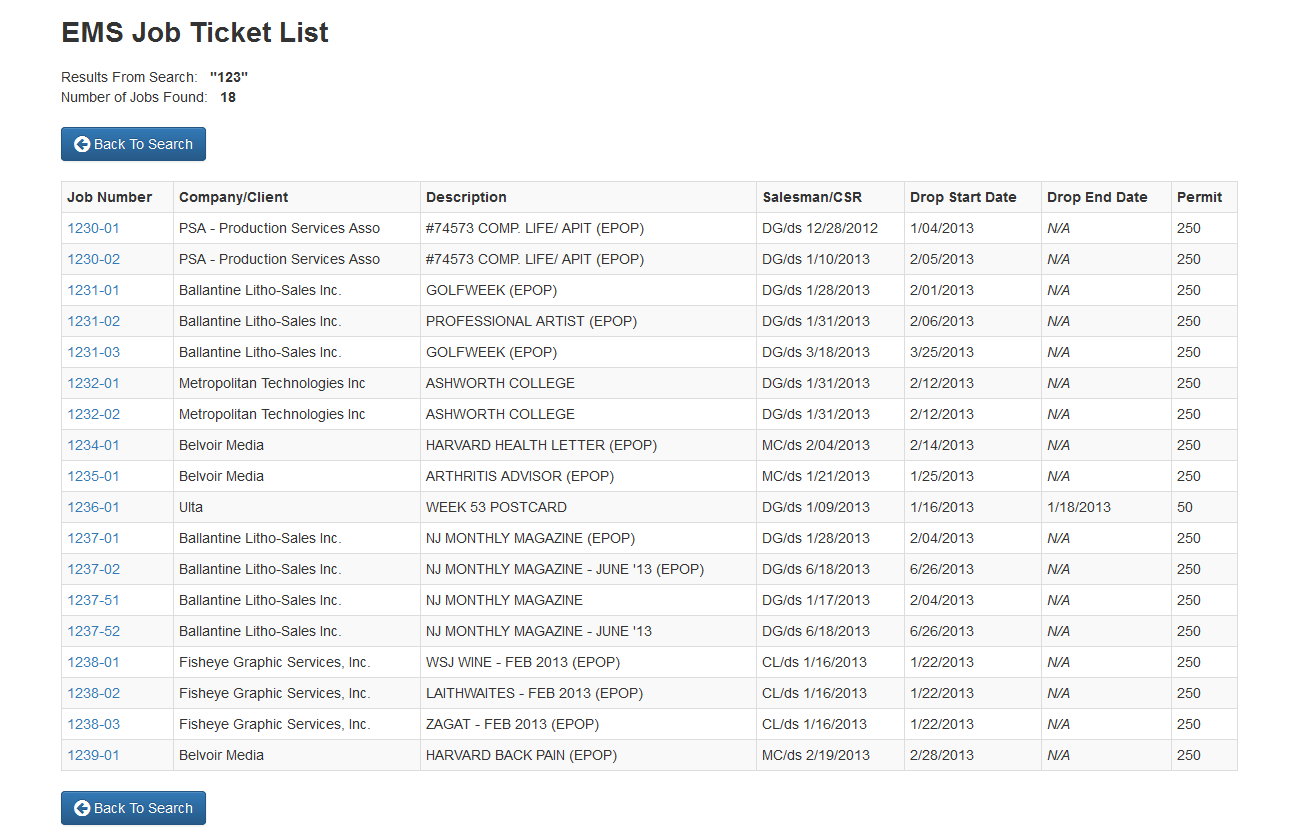 EMS Job Ticket List
Results From Search: "123"
Number of Jobs Found: 18
Back To Search
Job Number Company/Client Description Salesman/CSR Drop Start Date Drop End Date Permit
1230-01 PSA - Production Services Asso #74573 COMP. LIFE/ APIT (EPOP) DG/ds 12/28/2012 1/04/2013 N/A 250
1230-02 PSA - Production Services Asso #74573 COMP. LIFE/ APIT (EPOP) DG/ds 1/10/2013 2/05/2013 N/A 250
1231-01 Ballantine Litho-Sales Inc. GOLFWEEK (EPOP) DG/ds 1/28/2013 2/01/2013 N/A 250
1231-02 Ballantine Litho-Sales Inc. PROFESSIONAL ARTIST (EPOP) DG/ds 1/31/2013 2/06/2013 N/A 250
1231-03 Ballantine Litho-Sales Inc. GOLFWEEK (EPOP) DG/ds 3/18/2013 3/25/2013 N/A 250
1232-01 Metropolitan Technologies Inc ASHWORTH COLLEGE DG/ds 1/31/2013 2/12/2013 N/A 250
1232-02 Metropolitan Technologies Inc ASHWORTH COLLEGE DG/ds 1/31/2013 2/12/2013 N/A 250
1234-01 Belvoir Media HARVARD HEALTH LETTER (EPOP) MC/ds 2/04/2013 2/14/2013 N/A 250
1235-01 Belvoir Media ARTHRITIS ADVISOR (EPOP) MC/ds 1/21/2013 1/25/2013 N/A 250
1236-01 Ulta WEEK 53 POSTCARD DG/ds 1/09/2013 1/16/2013 1/18/2013 50
1237-01 Ballantine Litho-Sales Inc. NJ MONTHLY MAGAZINE (EPOP) DG/ds 1/28/2013 2/04/2013 N/A 250
1237-02 Ballantine Litho-Sales Inc. NJ MONTHLY MAGAZINE - JUNE '13 (EPOP) DG/ds 6/18/2013 6/26/2013 N/A 250
1237-51 Ballantine Litho-Sales Inc. NJ MONTHLY MAGAZINE DG/ds 1/17/2013 2/04/2013 N/A 250
1237-52 Ballantine Litho-Sales Inc. NJ MONTHLY MAGAZINE - JUNE '13 DG/ds 6/18/2013 6/26/2013 N/A 250
1238-01 Fisheye Graphic Services, Inc. WSJ WINE - FEB 2013 (EPOP) CL/ds 1/16/2013 1/22/2013 N/A 250
1238-02 Fisheye Graphic Services, Inc. LAITHWAITES - FEB 2013 (EPOP) CL/ds 1/16/2013 1/22/2013 N/A 250
1238-03 Fisheye Graphic Services, Inc. ZAGAT - FEB 2013 (EPOP) CL/ds 1/16/2013 1/22/2013 N/A 250
1239-01 Belvoir Media HARVARD BACK PAIN (EPOP) MC/ds 2/19/2013 2/28/2013 N/A 250
Back To Search